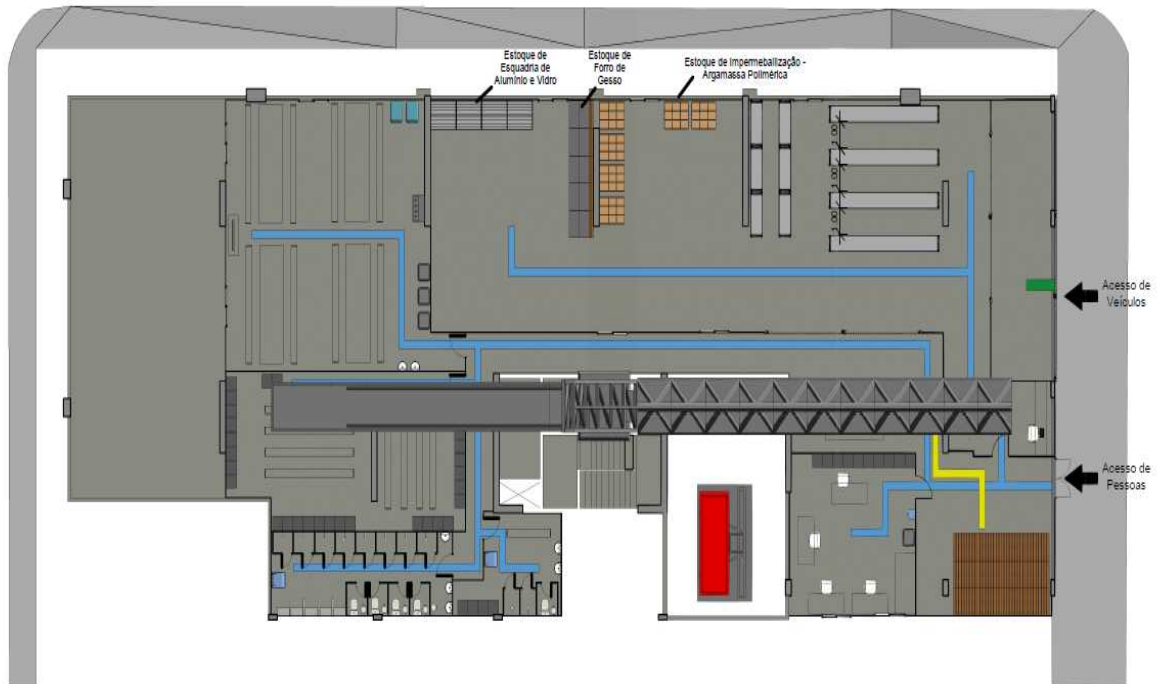 Estoque de
Esquadria de
Alumínio e Vidro
Estoque de
Forro de
Gesso
Estoque de Impermebalização -
Argamassa Polimérica
Acesso de
Veículos
Acesso de
Pessoas